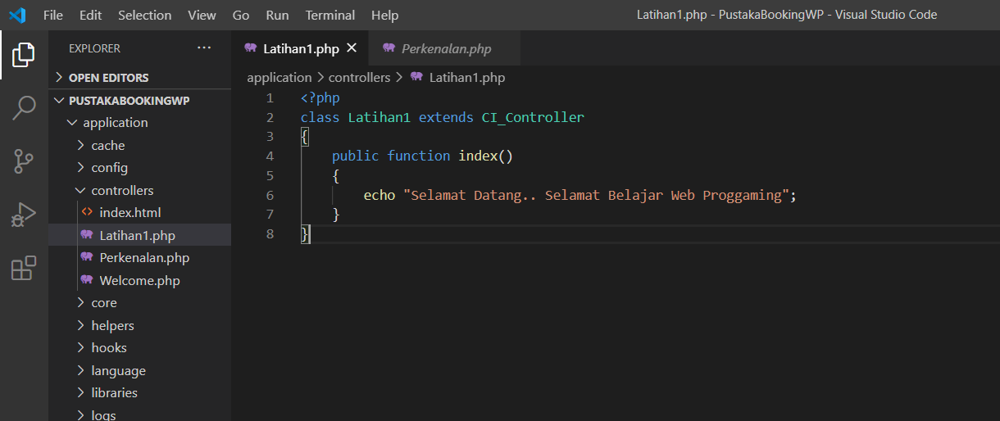 File Edit Selection View Go Run Terminal Help Latihan1.php - PustakaBookingWP - Visual Studio Code
EXPLORER ...
OPEN EDITORS
PUSTAKABOOKINGWP
application
cache
config
controllers
index.html
Latihan1.php
Perkenalan.php
Welcome.php
core
helpers
hooks
language
libraries
logs
Latihan1.php Perkenalan.php
application > controllers > Latihan1.php
1 <?php
2 class Latihan1 extends CI_Controller
3 {
4     public function index()
5     {
6         echo "Selamat Datang.. Selamat Belajar Web Proggaming";
7     }
8 }